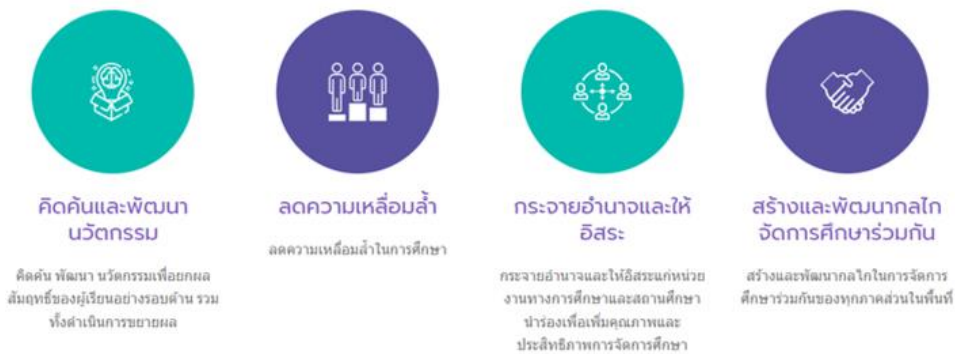 คิดค้นและพัฒนา
นวัตกรรม
คิดค้น พัฒนา นวัตกรรมเพื่อยกผล
สัมฤทธิ์ของผู้เรียนอย่างรอบด้าน รวม
ทั้งดำเนินการขยายผล
ลดความเหลื่อมล้ำ
ลดความเหลื่อมล้ำในการศึกษา
กระจายอำนาจและให้
อิสระ
กระจายอำนาจและให้อิสระแก่หน่วย
งานทางการศึกษาและสถานศึกษา
นำร่องเพื่อเพิ่มคุณภาพและ
ประสิทธิภาพการจัดการศึกษา
สร้างและพัฒนากลไก
จัดการศึกษาร่วมกัน
สร้างและพัฒนากลไกในการจัดการ
ศึกษาร่วมกันของทุกภาคส่วนในพื้นที่